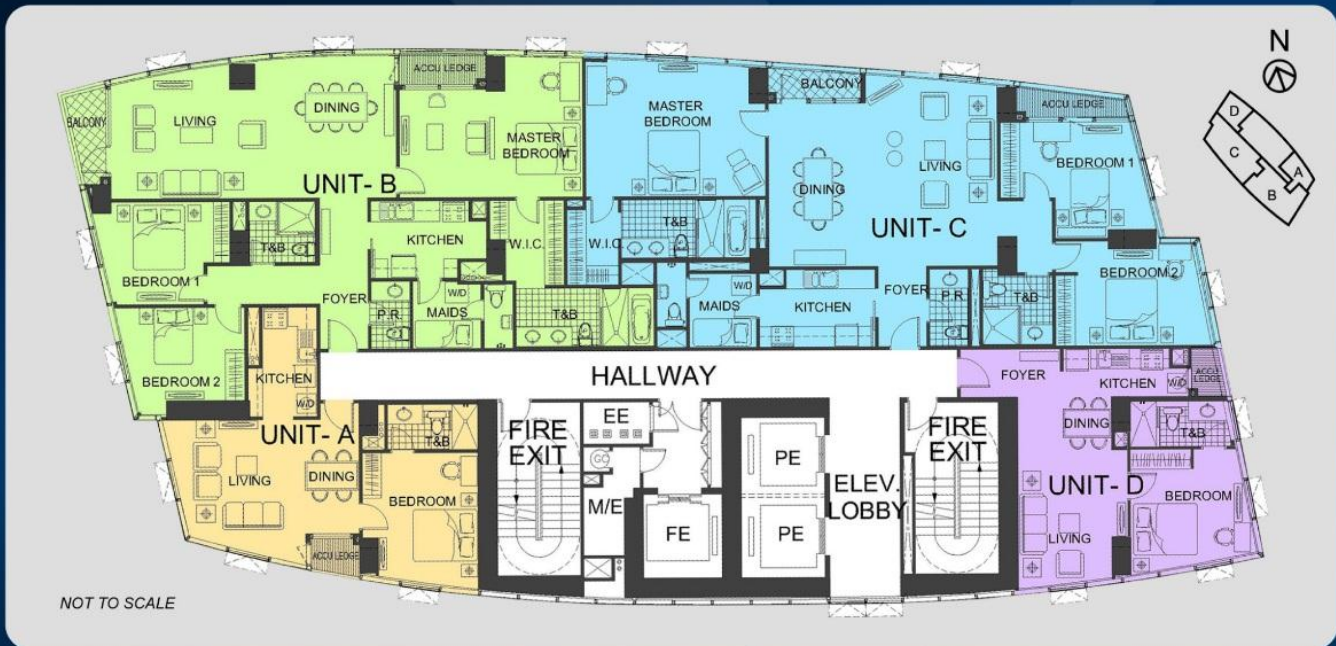 N
D
C
A
B
ACCU LEDGE
BALCONY
LIVING
DINING
MASTER
BEDROOM
UNIT- B
BEDROOM 1
T&B
KITCHEN
W.I.C.
FOYER
P.R.
MAIDS
W/D
T&B
BEDROOM 2
MASTER
BEDROOM
BALCONY
ACCU LEDGE
LIVING
DINING
BEDROOM 1
UNIT- C
T&B
W.I.C
MAIDS
W/D
KITCHEN
FOYER
P.R.
T&B
BEDROOM 2
HALLWAY
KITCHEN
W/D
UNIT- A
T&B
LIVING
DINING
BEDROOM
ACCU LEDGE
FIRE
EXIT
EE
GC
M/E
FE
PE
PE
ELEV.
LOBBY
FIRE
EXIT
FOYER
KITCHEN
W/D
ACCU
LEDGE
DINING
T&B
UNIT- D
BEDROOM
LIVING
NOT TO SCALE